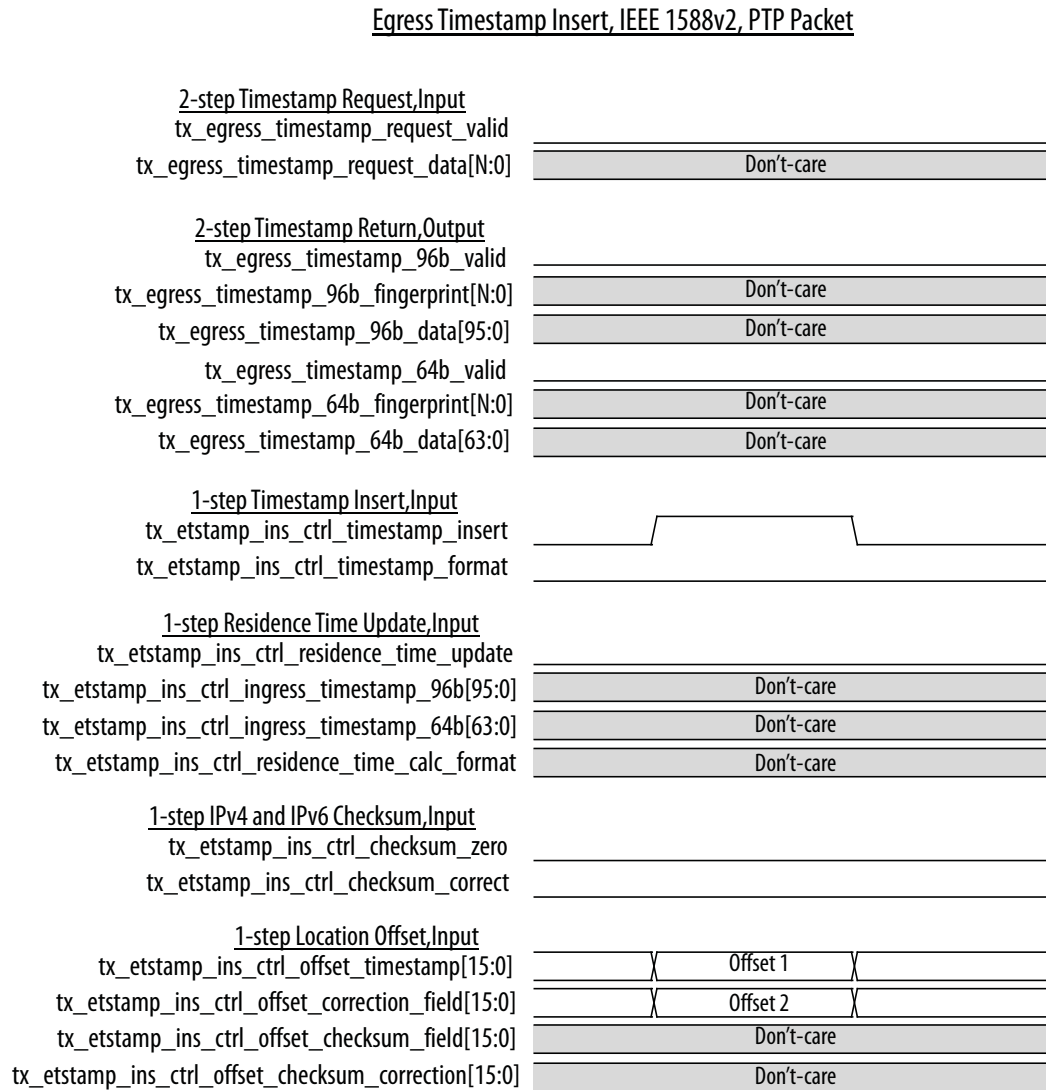 Egress Timestamp Insert, IEEE 1588v2, PTP Packet
2-step Timestamp Request,Input
tx_egress_timestamp_request_valid
tx_egress_timestamp_request_data[N:0] Don't-care
2-step Timestamp Return,Output
tx_egress_timestamp_96b_valid
tx_egress_timestamp_96b_fingerprint[N:0] Don't-care
tx_egress_timestamp_96b_data[95:0] Don't-care
tx_egress_timestamp_64b_valid
tx_egress_timestamp_64b_fingerprint[N:0] Don't-care
tx_egress_timestamp_64b_data[63:0] Don't-care
1-step Timestamp Insert,Input
tx_etstamp_ins_ctrl_timestamp_insert
tx_etstamp_ins_ctrl_timestamp_format
1-step Residence Time Update,Input
tx_etstamp_ins_ctrl_residence_time_update
tx_etstamp_ins_ctrl_ingress_timestamp_96b[95:0] Don't-care
tx_etstamp_ins_ctrl_ingress_timestamp_64b[63:0] Don't-care
tx_etstamp_ins_ctrl_residence_time_calc_format Don't-care
1-step IPv4 and IPv6 Checksum,Input
tx_etstamp_ins_ctrl_checksum_zero
tx_etstamp_ins_ctrl_checksum_correct
1-step Location Offset,Input
tx_etstamp_ins_ctrl_offset_timestamp[15:0] Offset 1
tx_etstamp_ins_ctrl_offset_correction_field[15:0] Offset 2
tx_etstamp_ins_ctrl_offset_checksum_field[15:0] Don't-care
tx_etstamp_ins_ctrl_offset_checksum_correction[15:0] Don't-care